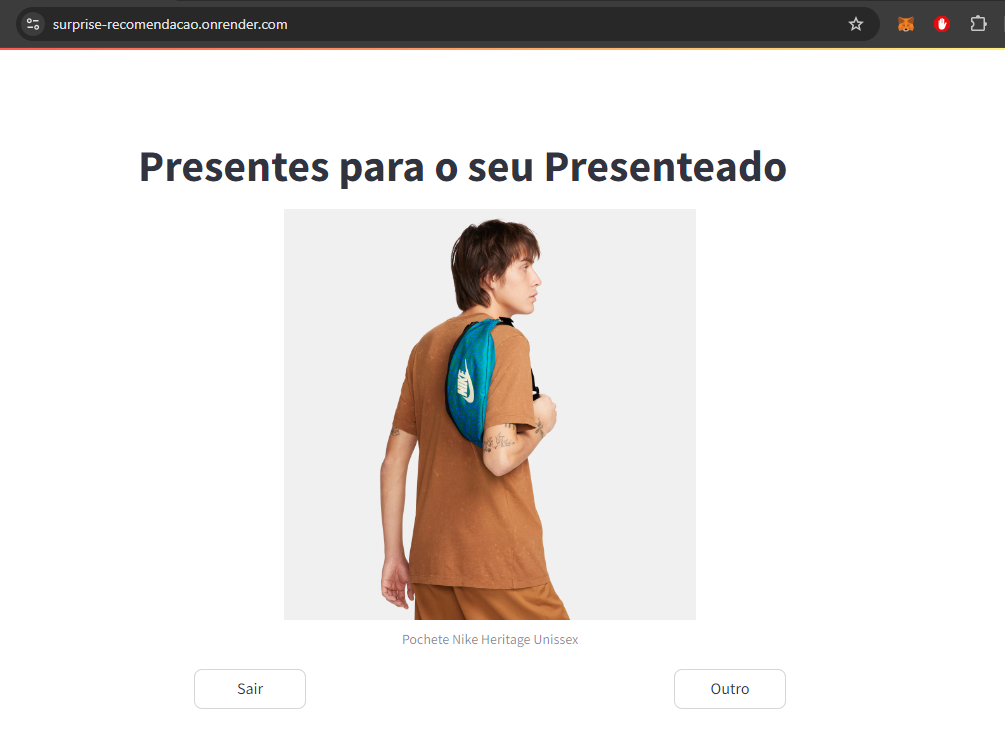 surprise-recomendacao.onrender.com
Presentes para o seu Presenteado
NIKE
Pochete Nike Heritage Unissex
Sair
Outro